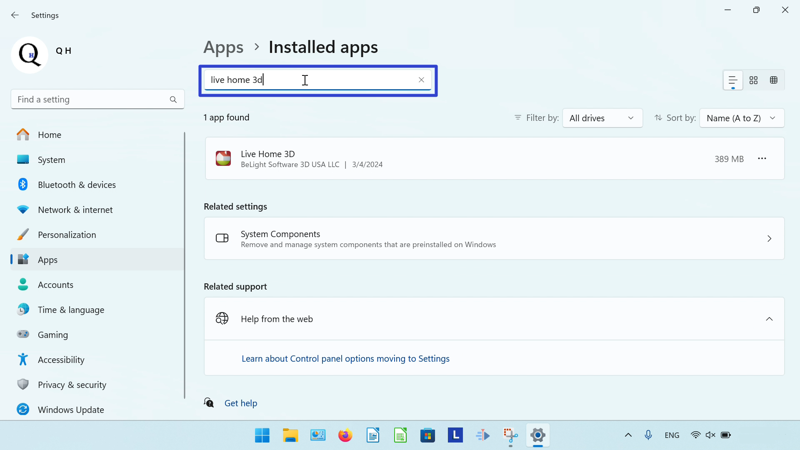 Settings
Q H
Find a setting
Home
System
Bluetooth & devices
Network & internet
Personalization
Apps
Accounts
Time & language
Gaming
Accessibility
Privacy & security
Windows Update
Apps > Installed apps
live home 3d
1 app found
Filter by: All drives
Sort by: Name (A to Z)
Live Home 3D
BeLight Software 3D USA LLC | 3/4/2024
389 MB
Related settings
System Components
Remove and manage system components that are preinstalled on Windows
Related support
Help from the web
Learn about Control panel options moving to Settings
Get help
L
ENG